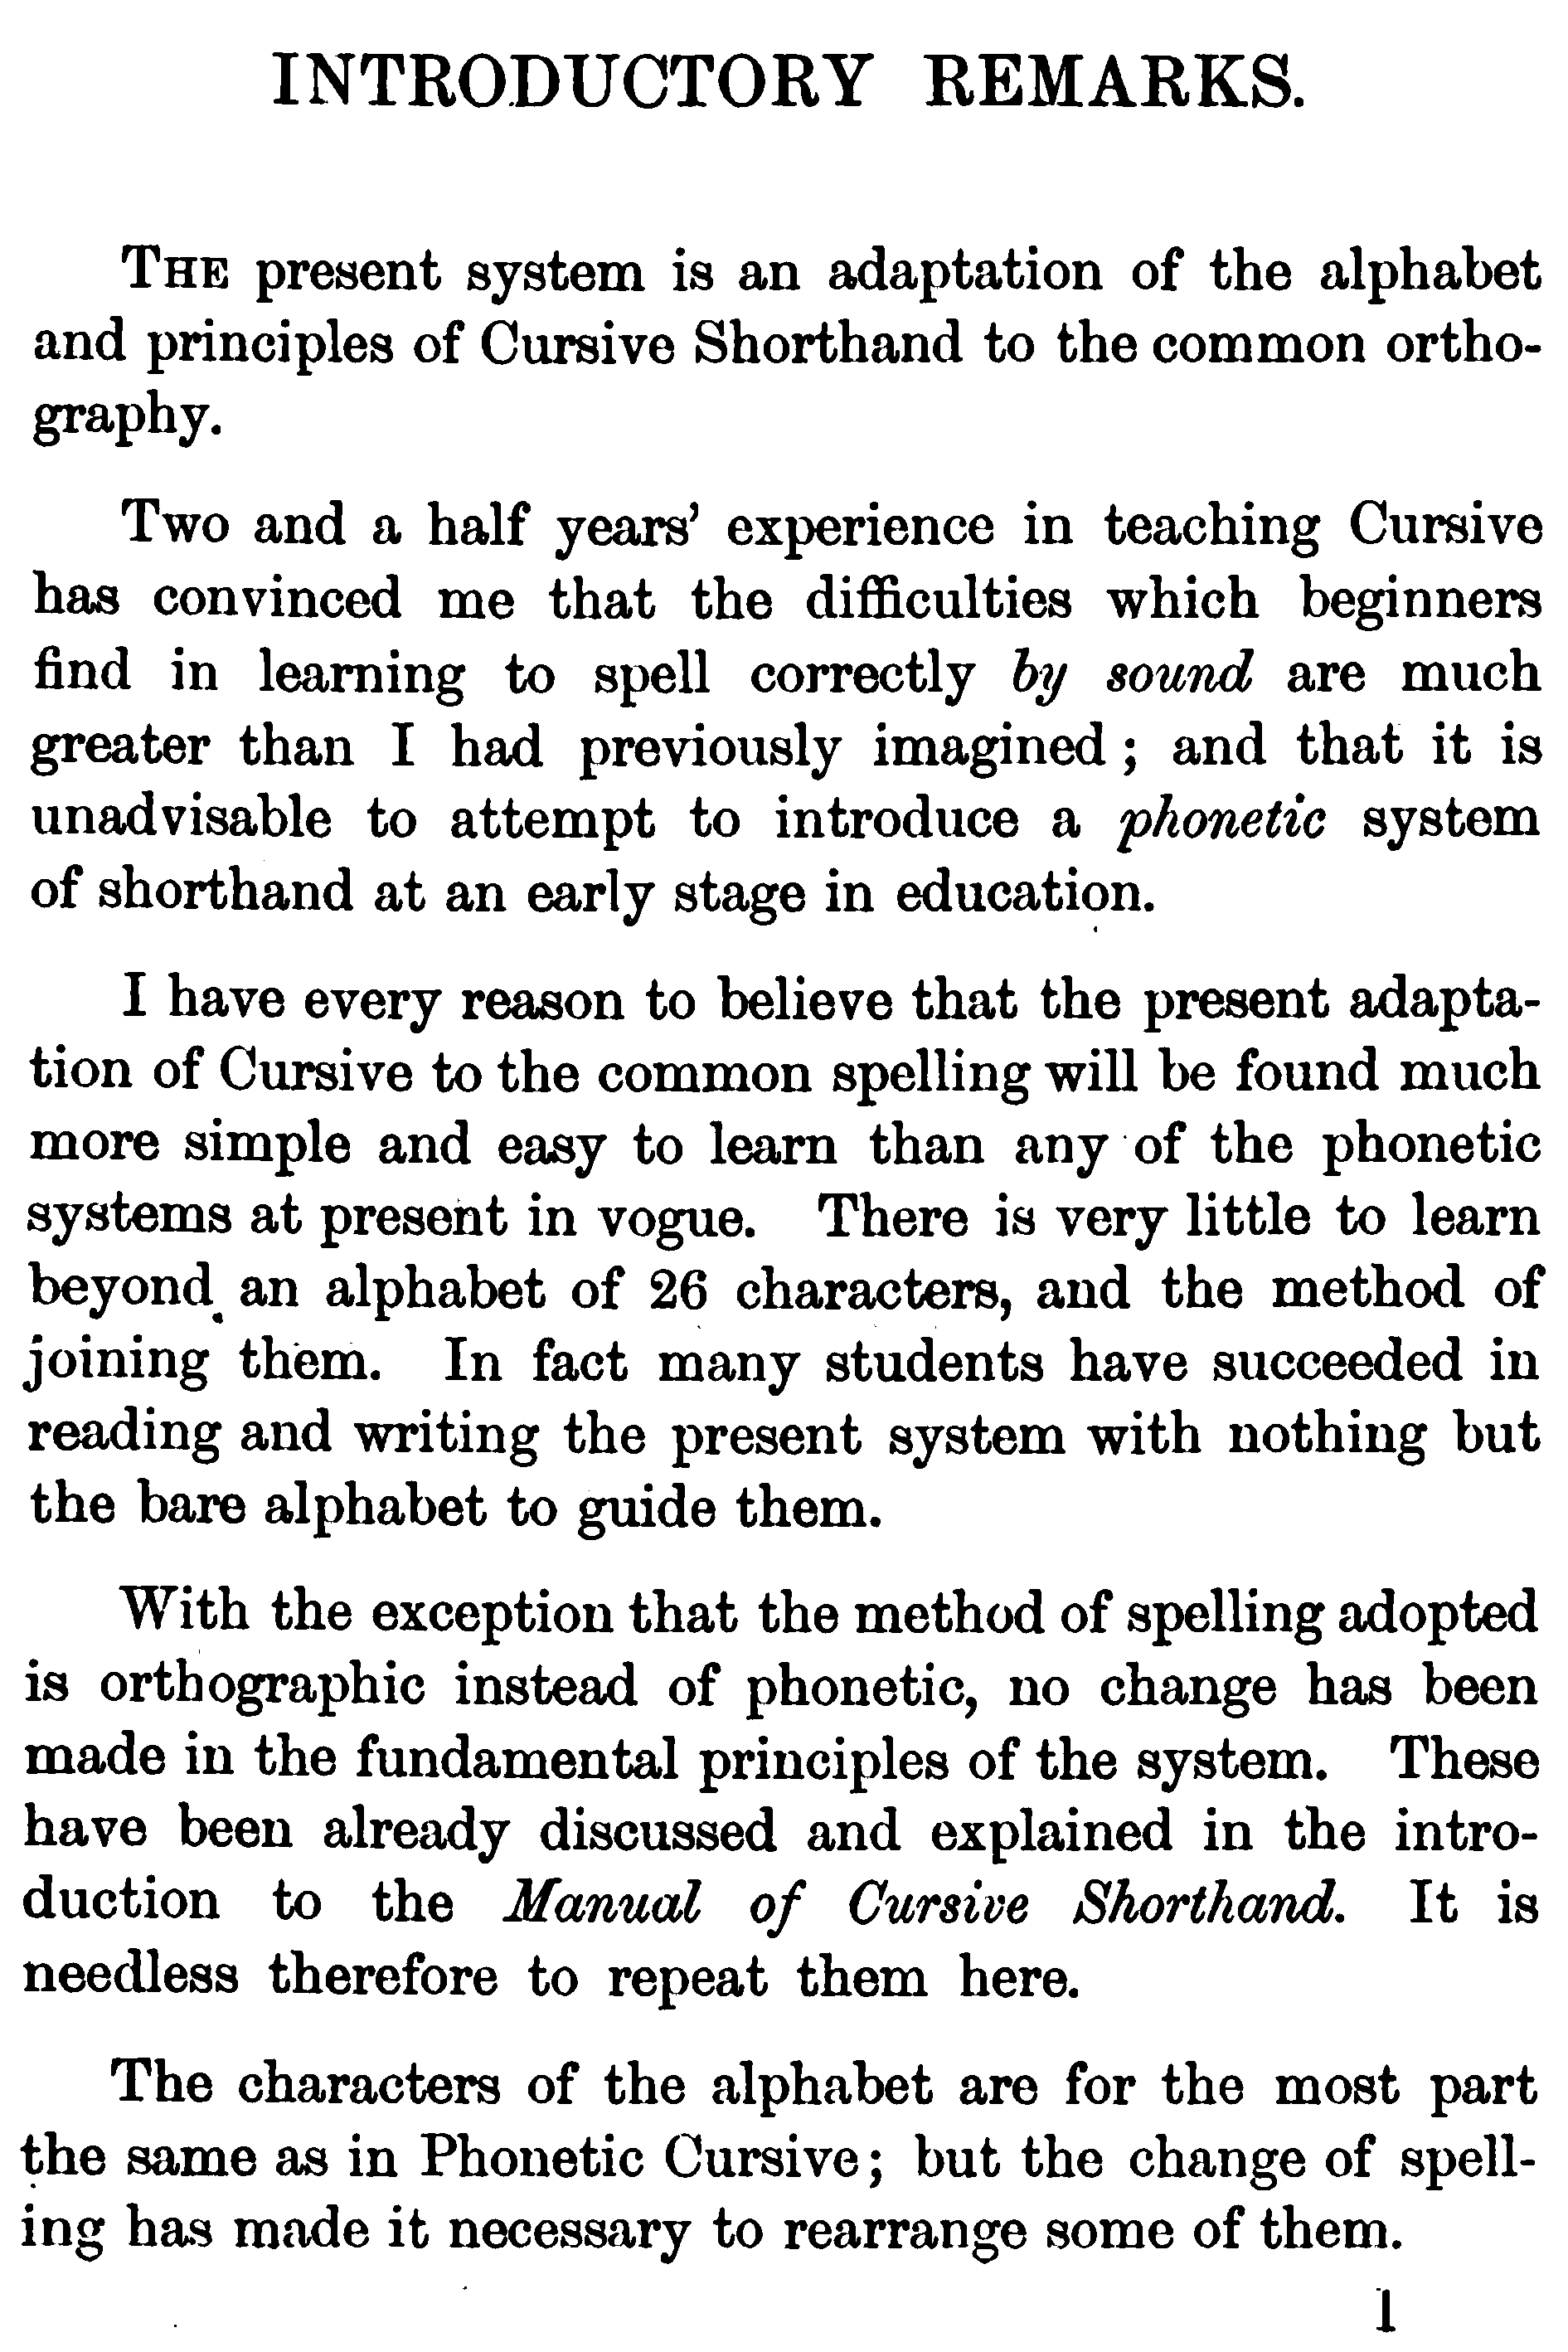 INTRODUCTORY REMARKS.
THE present system is an adaptation of the alphabet
and principles of Cursive Shorthand to the common ortho-
graphy.
Two and a half years’ experience in teaching Cursive
has convinced me that the difficulties which beginners
find in learning to spell correctly by sound are much
greater than I had previously imagined ; and that it is
unadvisable to attempt to introduce a phonetic system
of shorthand at an early stage in education.
I have every reason to believe that the present adapta-
tion of Cursive to the common spelling will be found much
more simple and easy to learn than any of the phonetic
systems at present in vogue. There is very little to learn
beyond an alphabet of 26 characters, and the method of
joining them. In fact many students have succeeded in
reading and writing the present system with nothing but
the bare alphabet to guide them.
With the exception that the method of spelling adopted
is orthographic instead of phonetic, no change has been
made in the fundamental principles of the system. These
have been already discussed and explained in the intro-
duction to the Manual of Cursive Shorthand. It is
needless therefore to repeat them here.
The characters of the alphabet are for the most part
the same as in Phonetic Cursive ; but the change of spell-
ing has made it necessary to rearrange some of them.
1